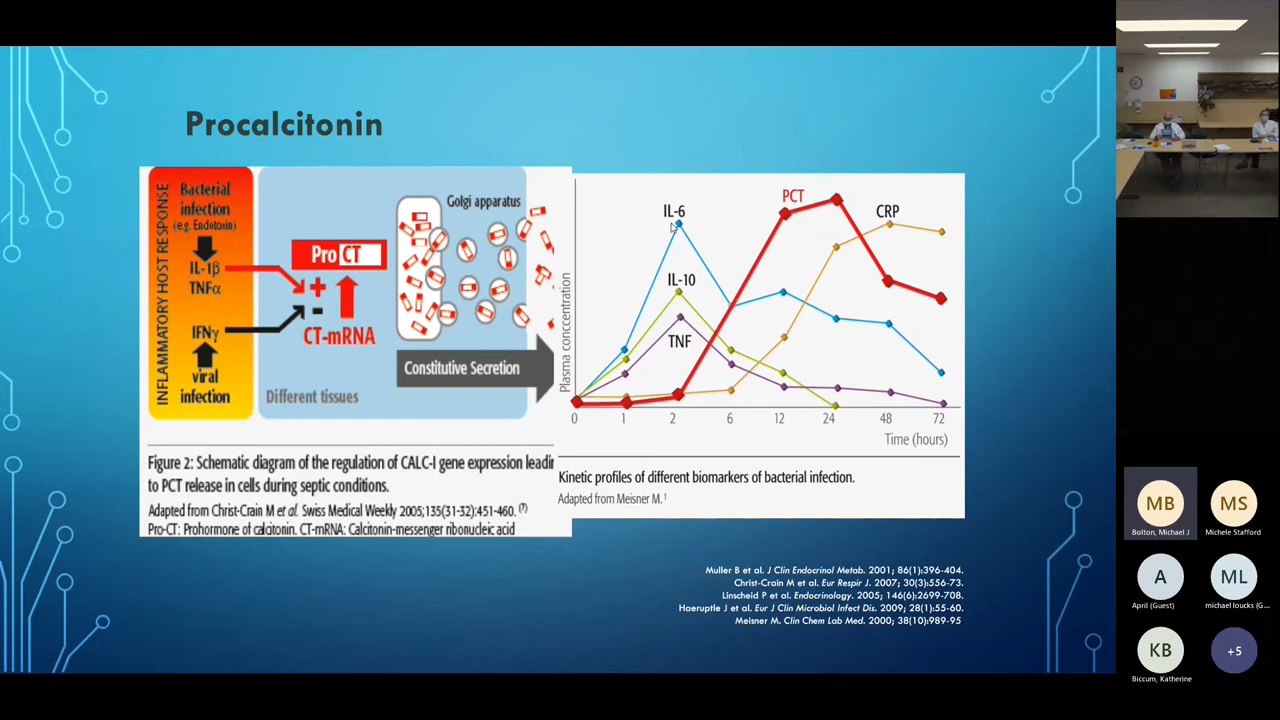 Procalcitonin
INFLAMMATORY HOST RESPONSE
Bacterial
infection
(e.g. Endotoxin)
IL-1β
TNFα
IFNγ
viral
infection
Pro CT
+
-
CT-mRNA
Different tissues
Golgi apparatus
Constitutive Secretion
Figure 2: Schematic diagram of the regulation of CALC-I gene expression leadin
to PCT release in cells during septic conditions.
Adapted from Christ-Crain M et al. Swiss Medical Weekly 2005;135(31-32):451-460. (7)
Pro-CT: Prohormone of calcitonin. CT-mRNA: Calcitonin-messenger ribonucleic acid
Plasma conccentration
IL-6
IL-10
TNF
PCT
CRP
0 1 2 6 12 24 48 72
Time (hours)
Kinetic profiles of different biomarkers of bacterial infection.
Adapted from Meisner M.¹
Muller B et al. J Clin Endocrinol Metab. 2001; 86(1):396-404.
Christ-Crain M et al. Eur Respir J. 2007; 30(3):556-73.
Linscheid P et al. Endocrinology. 2005; 146(6):2699-708.
Haeruptle J et al. Eur J Clin Microbiol Infect Dis. 2009; 28(1):55-60.
Meisner M. Clin Chem Lab Med. 2000; 38(10):989-95
MB
Bolton, Michael J
MS
Michele Stafford
A
April (Guest)
ML
michael loucks (G...
KB
Biccum, Katherine
+5